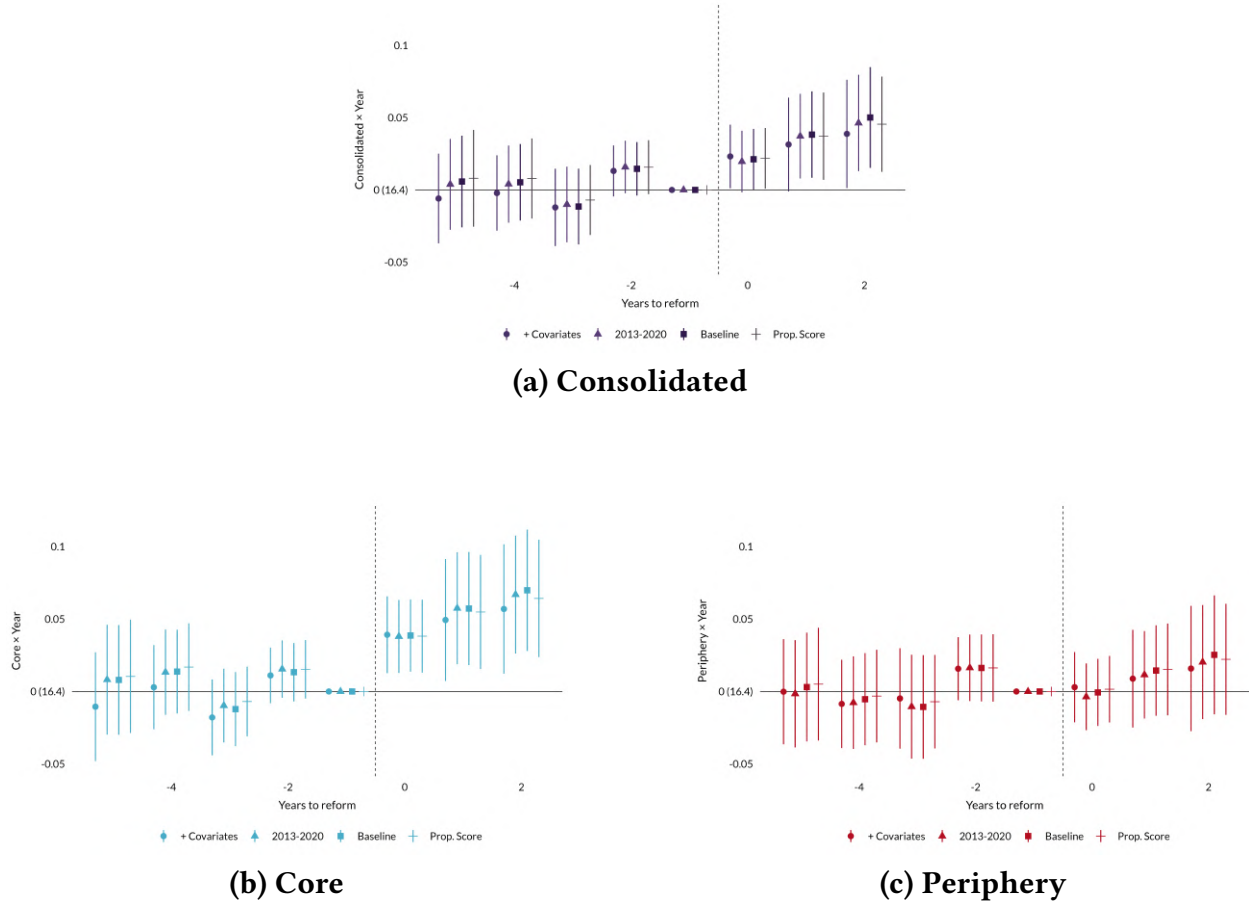 0.1
0.05
0 (16.4)
-0.05
Consolidated × Year
-4 -2 0 2
Years to reform
+ Covariates 2013-2020 Baseline Prop. Score
(a) Consolidated
0.1
0.05
0 (16.4)
-0.05
Core × Year
-4 -2 0 2
Years to reform
+ Covariates 2013-2020 Baseline Prop. Score
(b) Core
0.1
0.05
0 (16.4)
-0.05
Periphery × Year
-4 -2 0 2
Years to reform
+ Covariates 2013-2020 Baseline Prop. Score
(c) Periphery